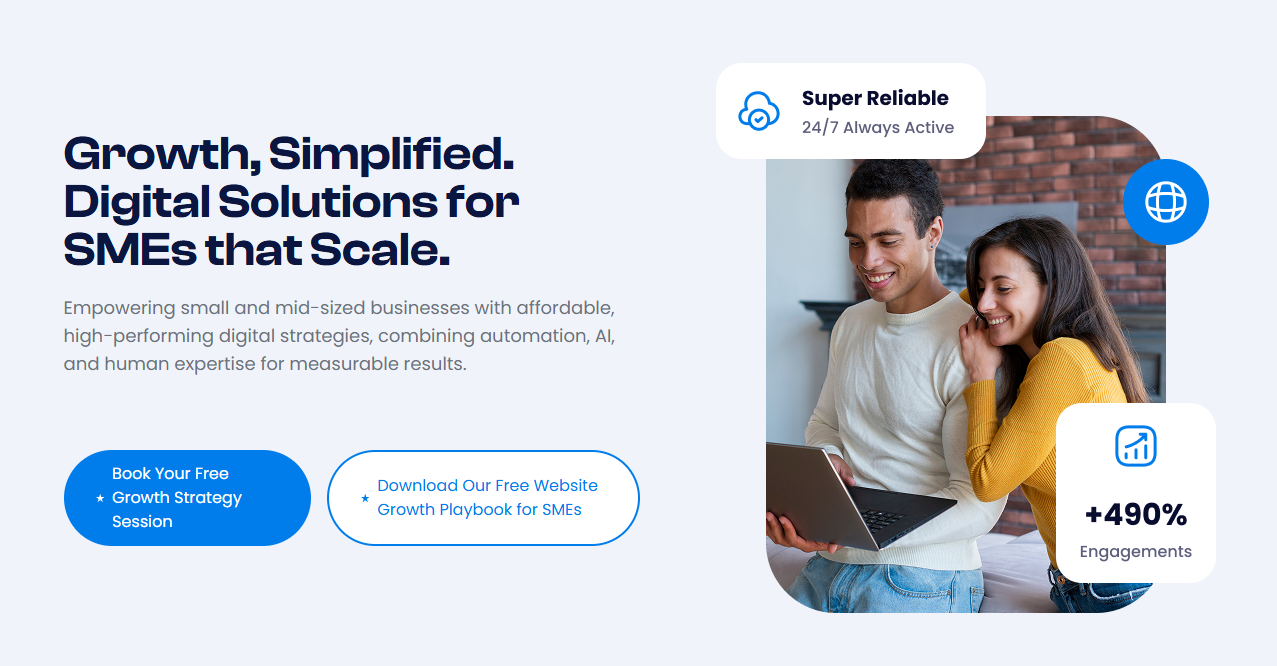 Growth, Simplified.
Digital Solutions for
SMEs that Scale.
Empowering small and mid-sized businesses with affordable,
high-performing digital strategies, combining automation, AI,
and human expertise for measurable results.
Book Your Free
Growth Strategy
Session
Download Our Free Website
Growth Playbook for SMEs
Super Reliable
24/7 Always Active
+490%
Engagements